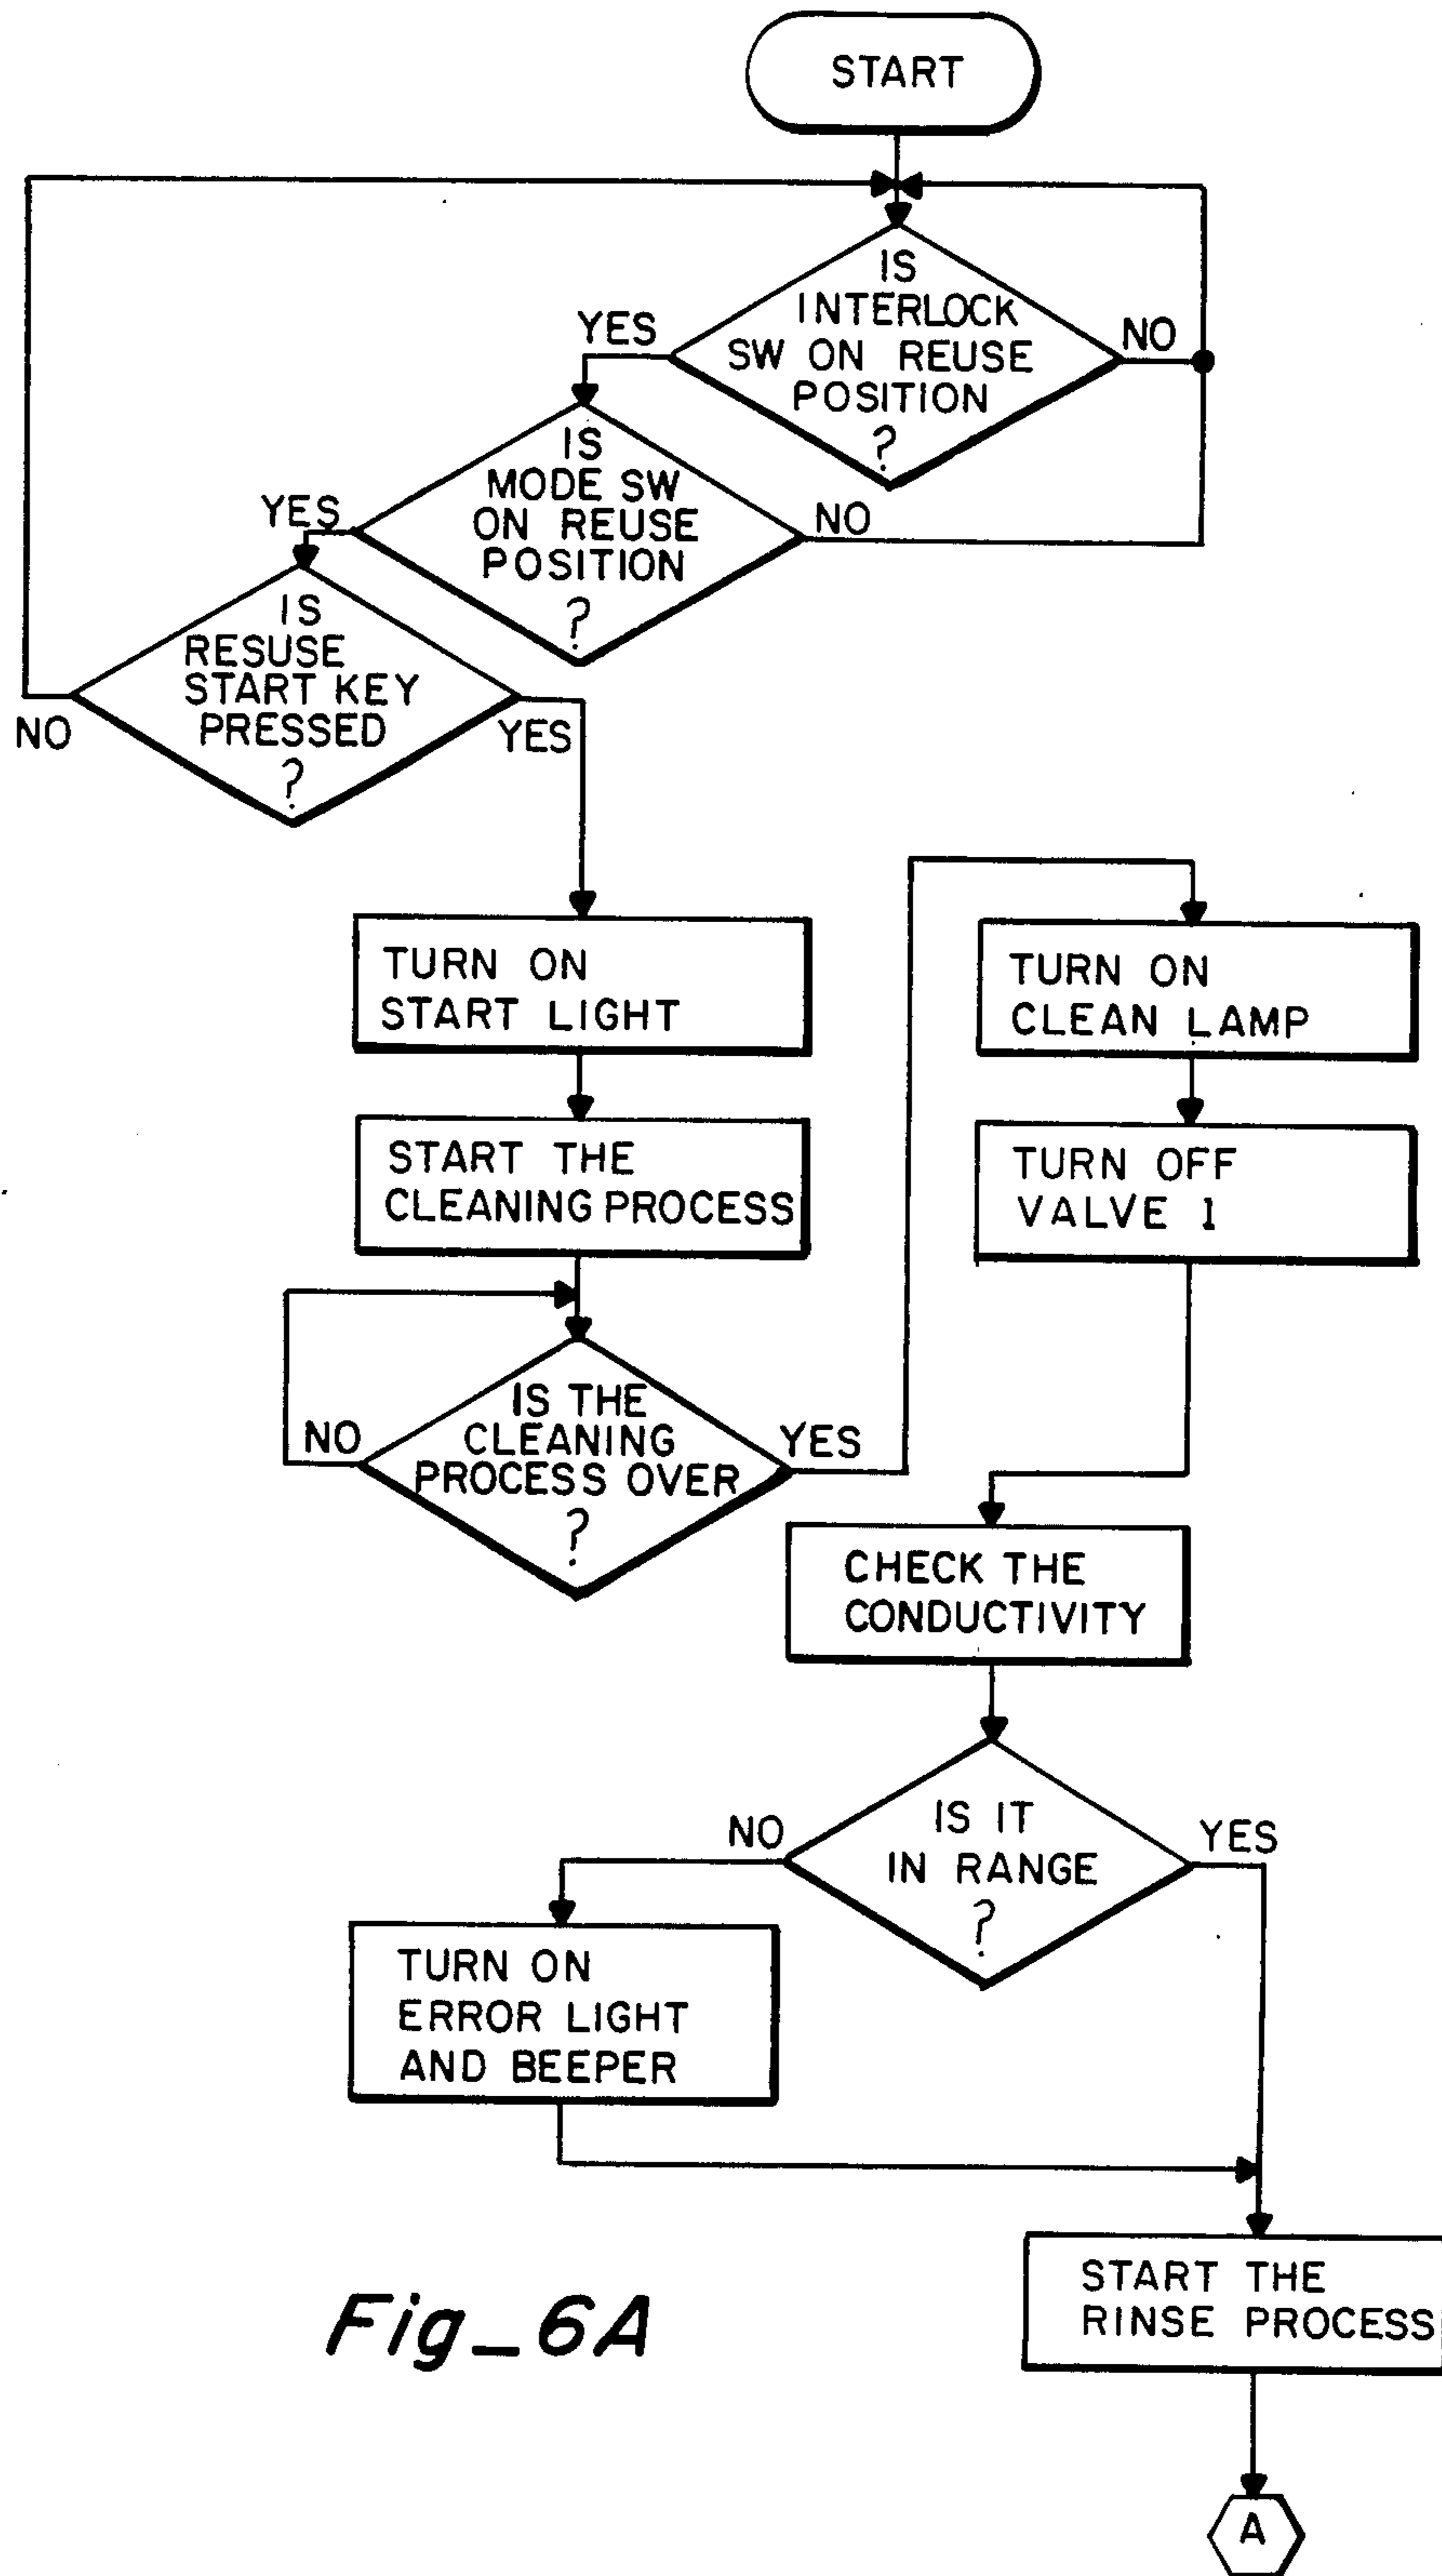 START
IS
INTERLOCK
SW ON REUSE
POSITION
?
YES
NO
IS
MODE SW
ON REUSE
POSITION
?
YES
NO
IS
RESUSE
START KEY
PRESSED
?
NO
YES
TURN ON
START LIGHT
START THE
CLEANING PROCESS
IS THE
CLEANING
PROCESS OVER
?
NO
YES
TURN ON
CLEAN LAMP
TURN OFF
VALVE 1
CHECK THE
CONDUCTIVITY
IS IT
IN RANGE
?
NO
YES
TURN ON
ERROR LIGHT
AND BEEPER
START THE
RINSE PROCESS
A
Fig_6A